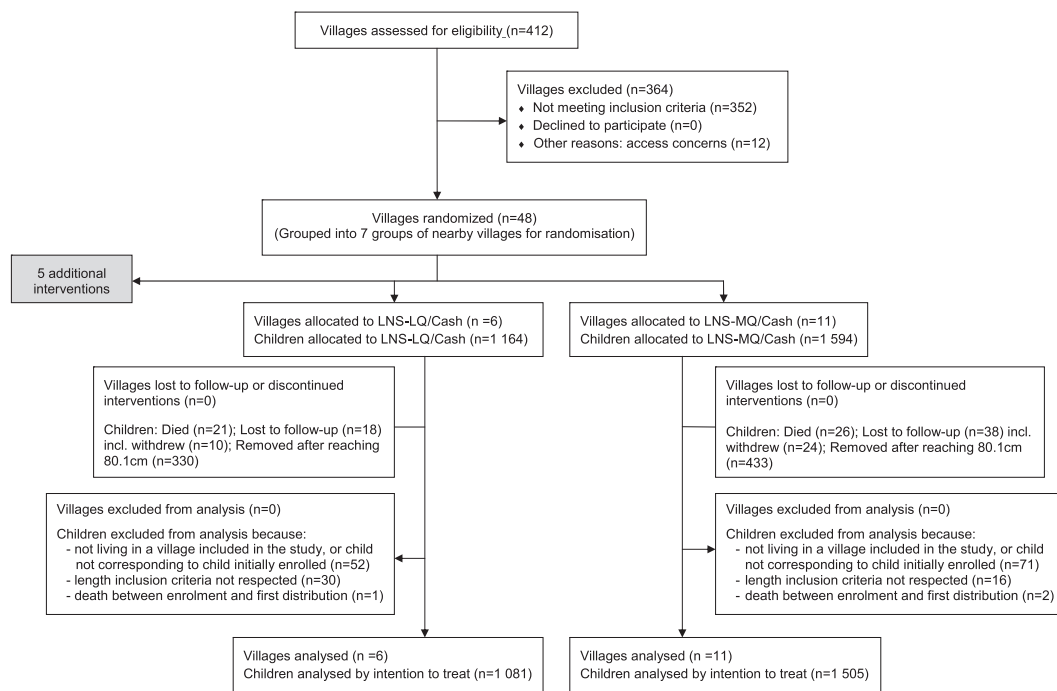 Villages assessed for eligibility (n=412)
Villages excluded (n=364)
♦ Not meeting inclusion criteria (n=352)
♦ Declined to participate (n=0)
♦ Other reasons: access concerns (n=12)
Villages randomized (n=48)
(Grouped into 7 groups of nearby villages for randomisation)
5 additional
interventions
Villages allocated to LNS-LQ/Cash (n =6)
Children allocated to LNS-LQ/Cash (n=1 164)
Villages allocated to LNS-MQ/Cash (n=11)
Children allocated to LNS-MQ/Cash (n=1 594)
Villages lost to follow-up or discontinued
interventions (n=0)
Children: Died (n=21); Lost to follow-up (n=18)
incl. withdrew (n=10); Removed after reaching
80.1cm (n=330)
Villages lost to follow-up or discontinued
interventions (n=0)
Children: Died (n=26); Lost to follow-up (n=38) incl.
withdrew (n=24); Removed after reaching 80.1cm
(n=433)
Villages excluded from analysis (n=0)
Children excluded from analysis because:
- not living in a village included in the study, or child
not corresponding to child initially enrolled (n=52)
- length inclusion criteria not respected (n=30)
- death between enrolment and first distribution (n=1)
Villages excluded from analysis (n=0)
Children excluded from analysis because:
- not living in a village included in the study, or child
not corresponding to child initially enrolled (n=71)
- length inclusion criteria not respected (n=16)
- death between enrolment and first distribution (n=2)
Villages analysed (n =6)
Children analysed by intention to treat (n=1 081)
Villages analysed (n =11)
Children analysed by intention to treat (n=1 505)